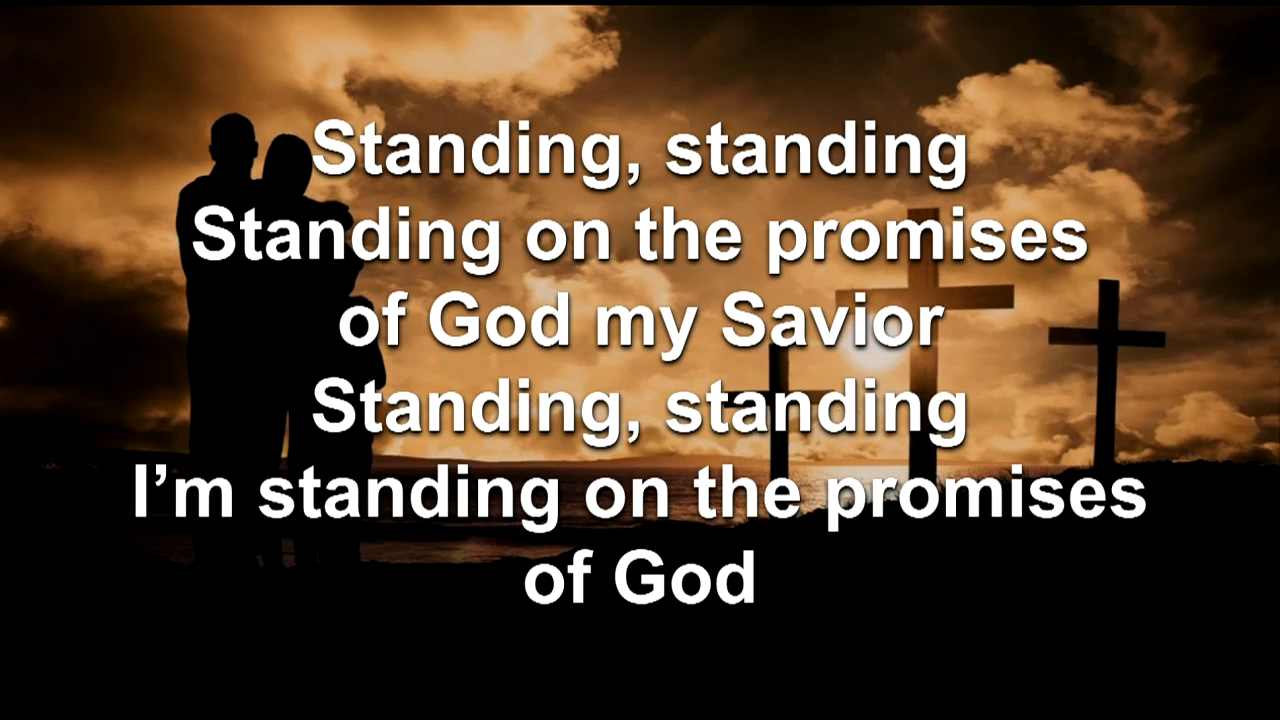 Standing, standing
Standing on the promises
of God my Savior
Standing, standing
I’m standing on the promises
of God